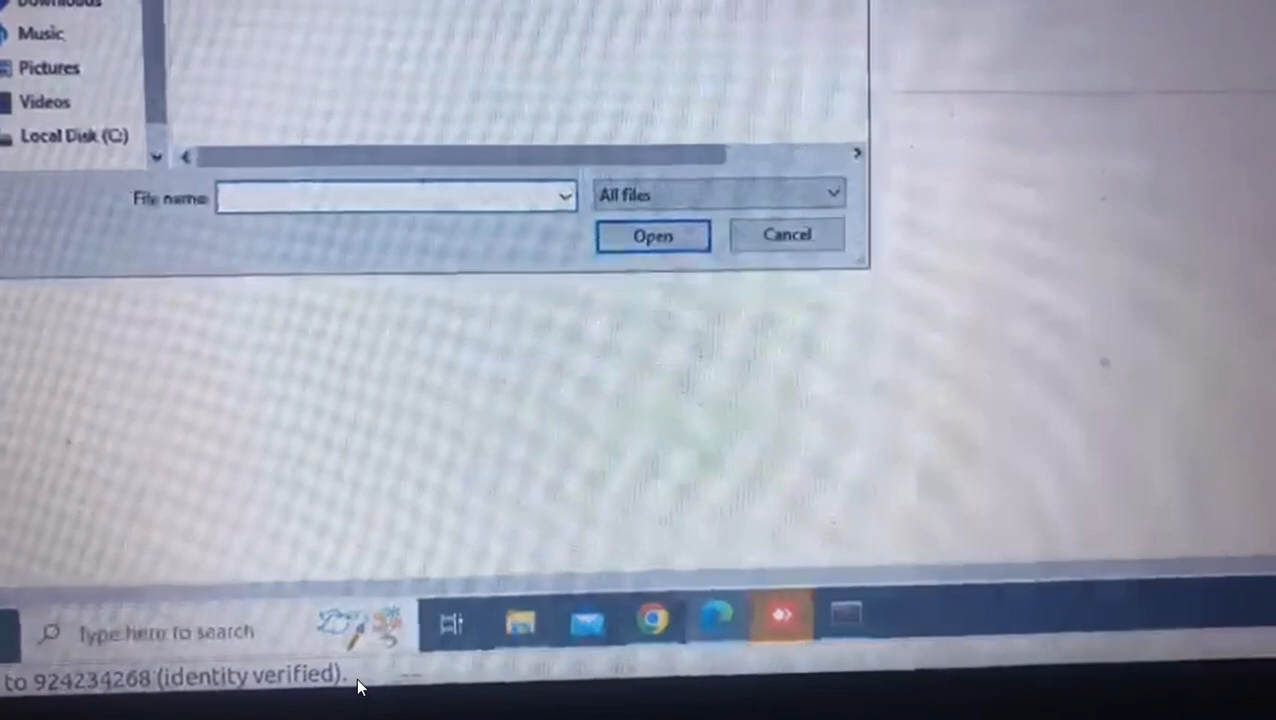 Downloads
Music
Pictures
Videos
Local Disk (C:)
File name
All files
Open
Cancel
Type here to search
to 924234268 (identity verified).